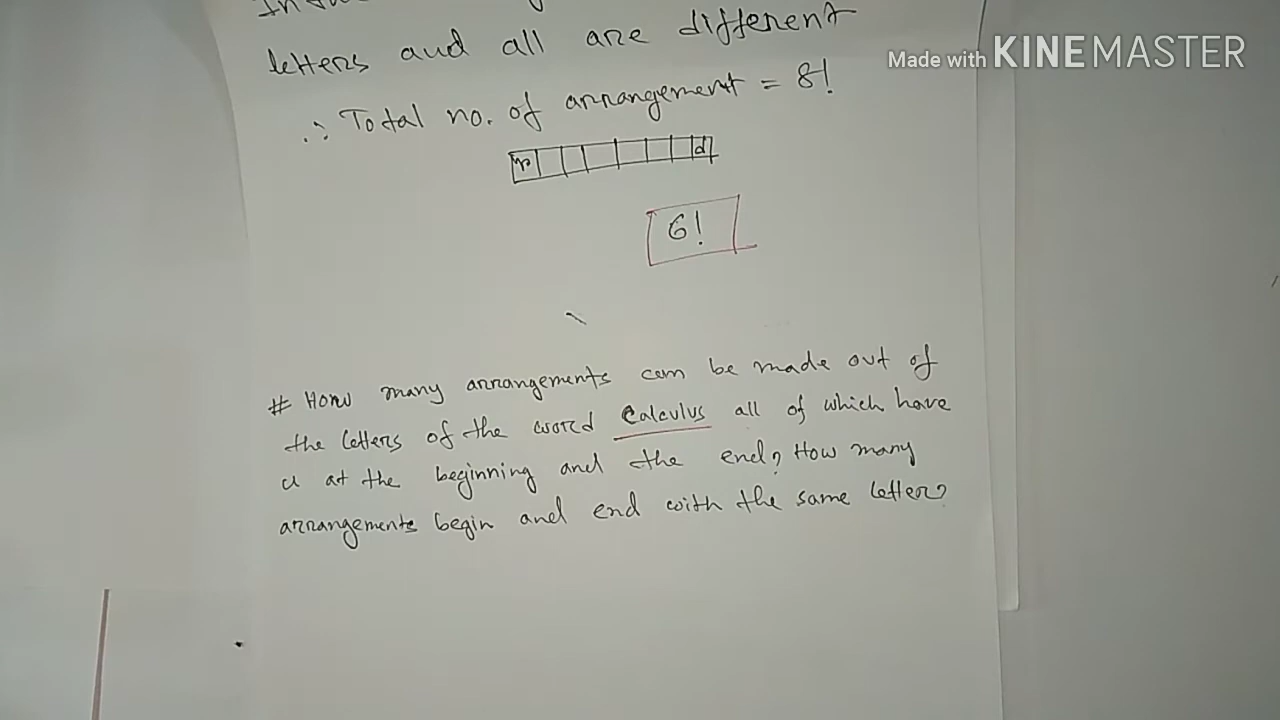 letters and all are different
Made with KINEMASTER
∴ Total no. of arrangement = 8!
d
6!
# How many arrangements can be made out of
the letters of the word Calculus all of which have
u at the beginning and the end? How many
arrangements begin and end with the same letter?